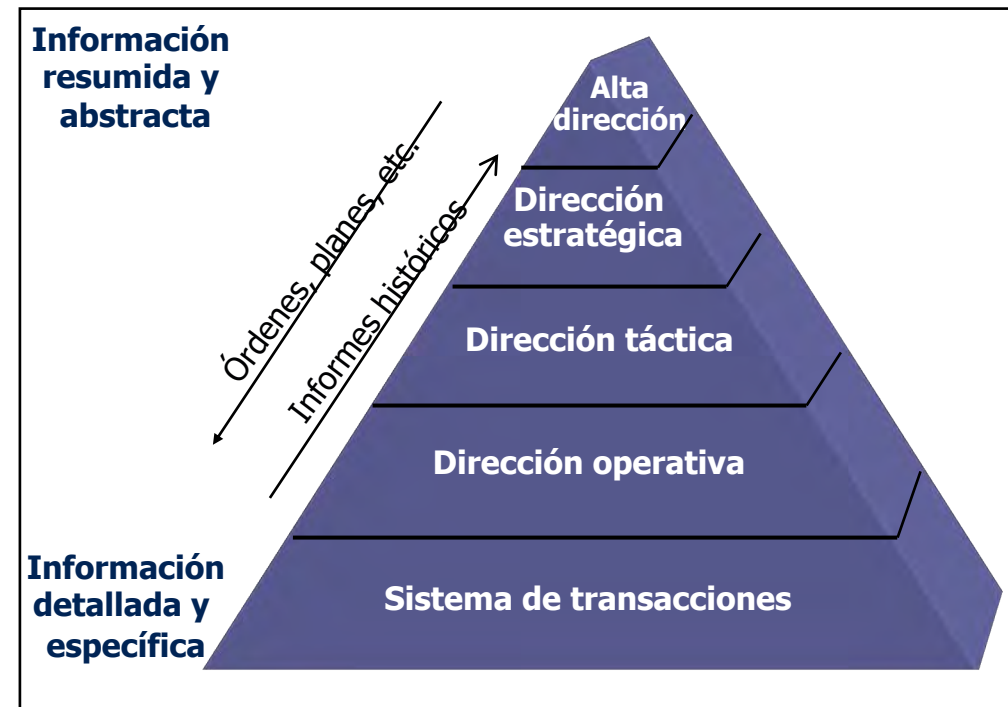 Información
resumida y
abstracta
Órdenes, planes, etc.
Informes históricos
Alta
dirección
Dirección
estratégica
Dirección táctica
Dirección operativa
Sistema de transacciones
Información
detallada y
específica